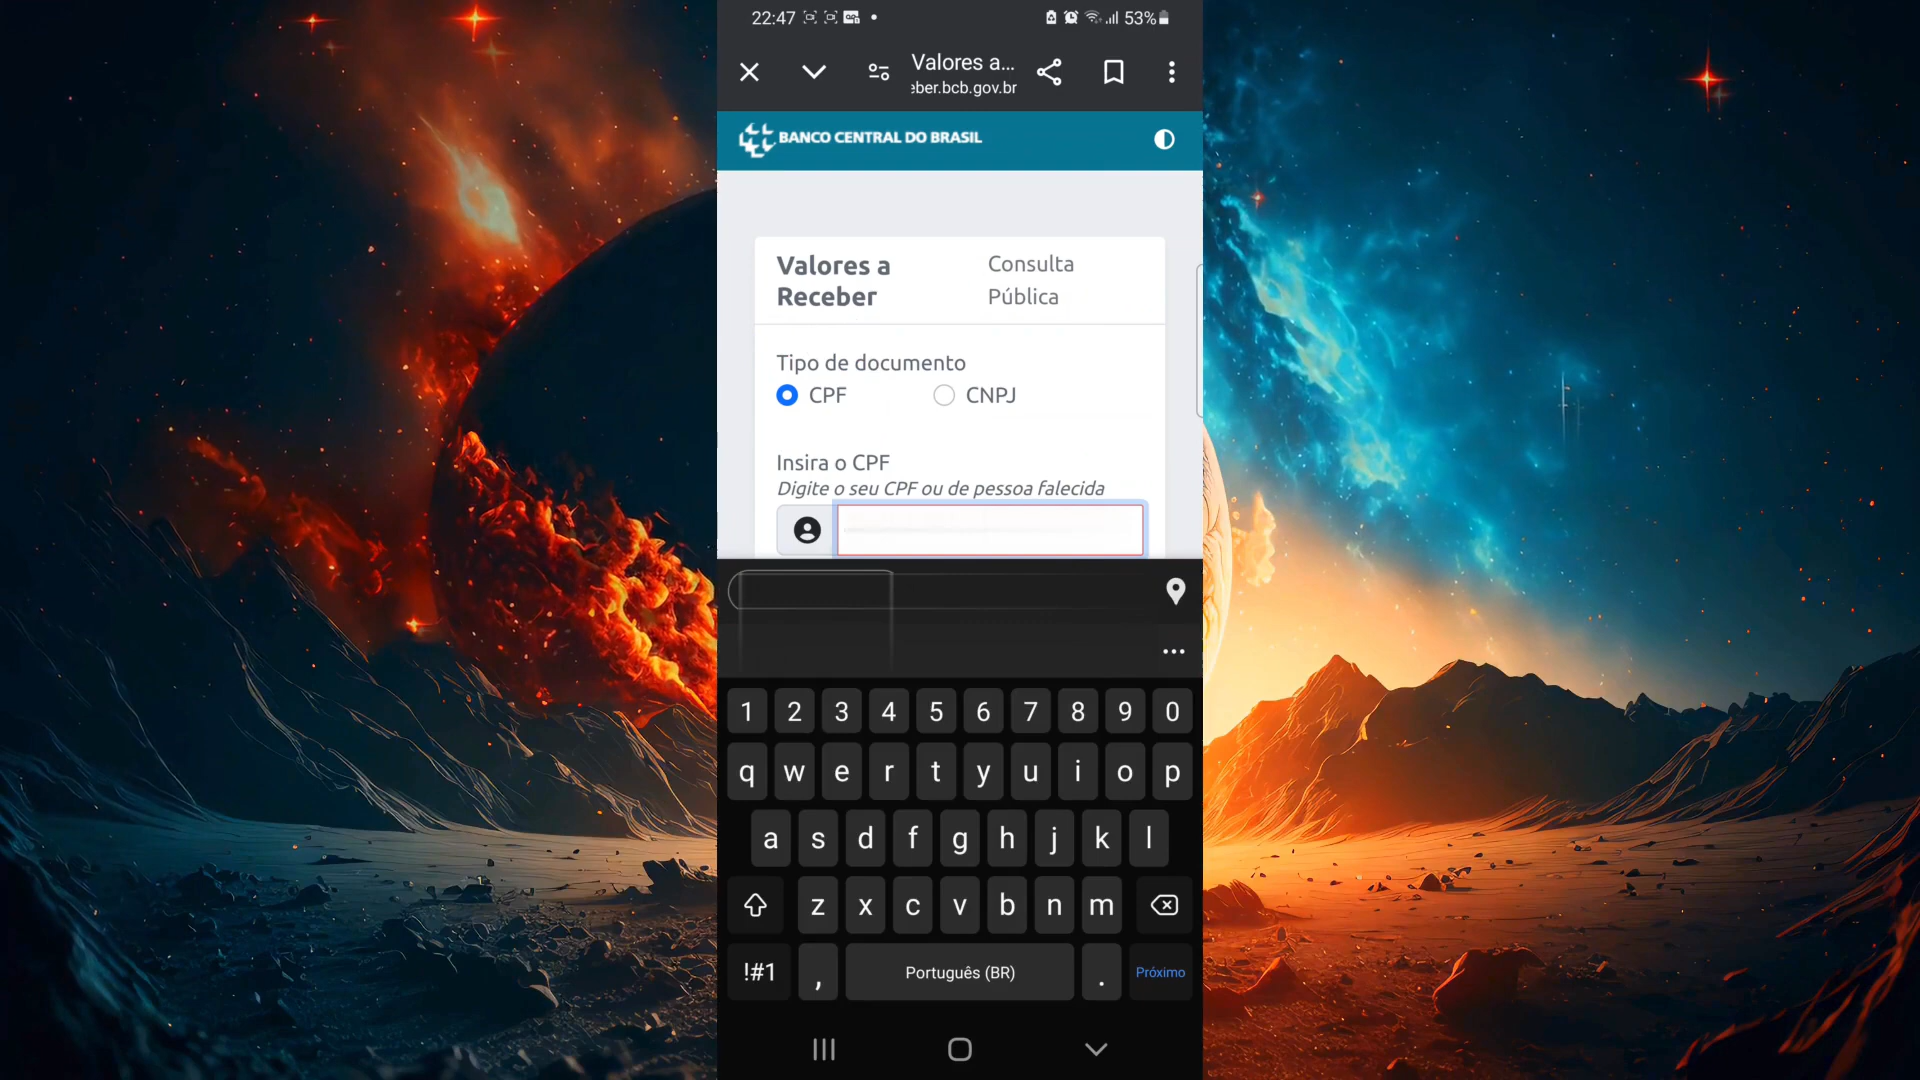 22:47
53%
Valores a...
eber.bcb.gov.br
BANCO CENTRAL DO BRASIL
Valores a
Receber
Consulta
Pública
Tipo de documento
CPF
CNPJ
Insira o CPF
Digite o seu CPF ou de pessoa falecida
1 2 3 4 5 6 7 8 9 0
q w e r t y u i o p
a s d f g h j k l
z x c v b n m
!#1 , Português (BR) . Próximo